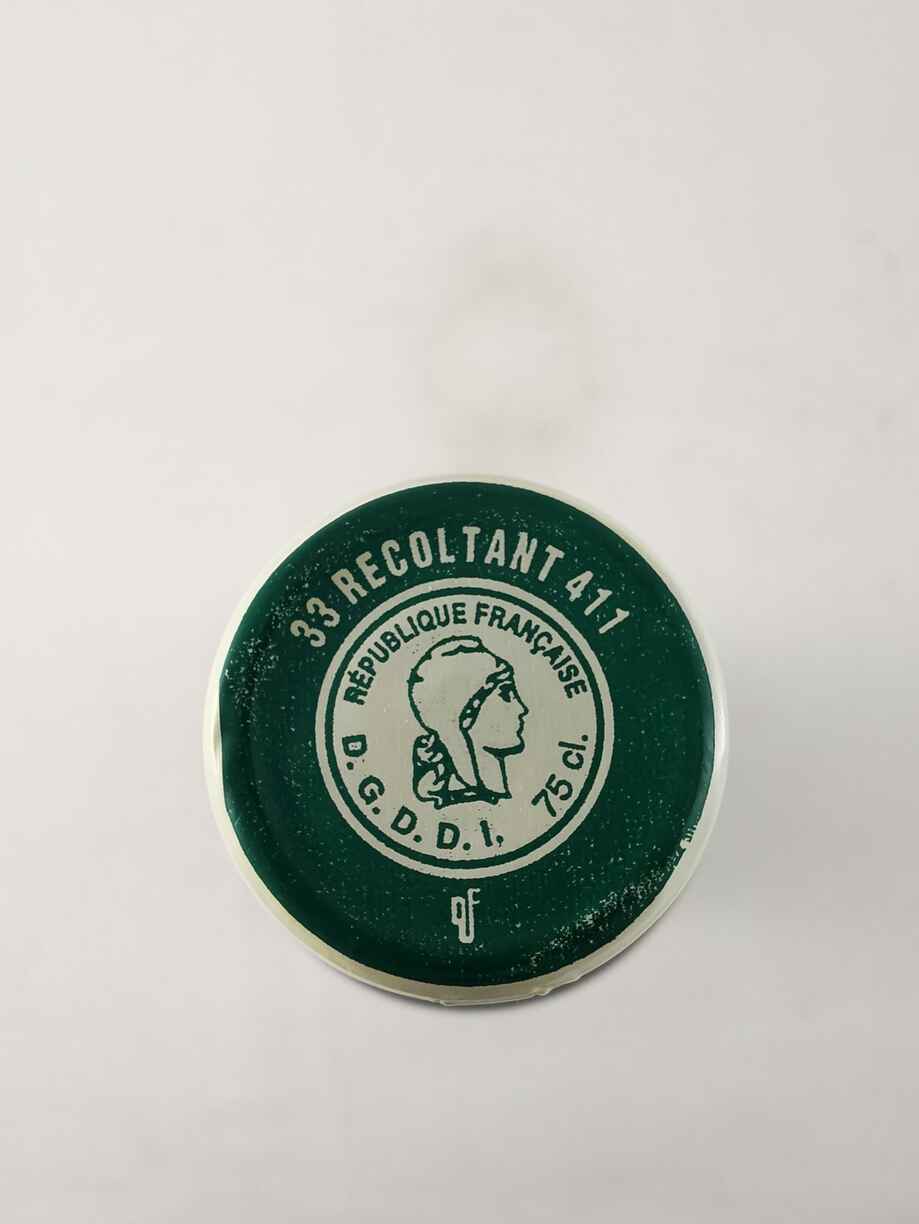 33 RECOLTANT 411
RÉPUBLIQUE FRANÇAISE
D. G. D. D. I. 75 cl.